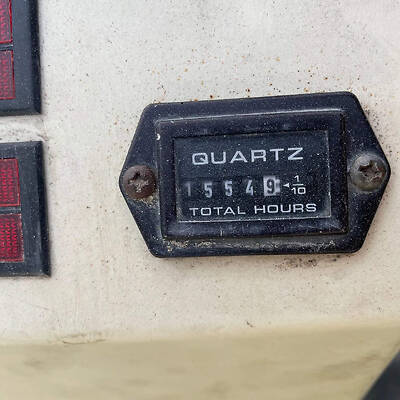 QUARTZ
15549 1/10
TOTAL HOURS